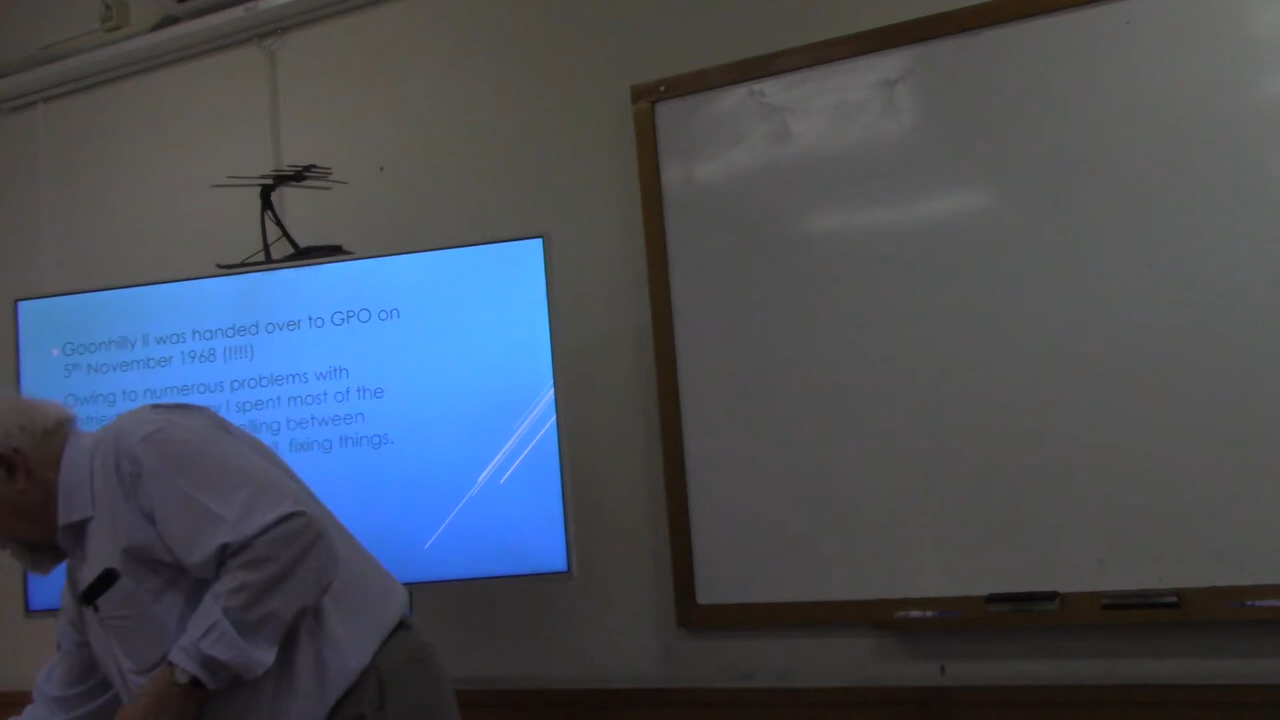 Goonhilly II was handed over to GPO on
5th November 1968 (!!!!)
Owing to numerous problems with
I spent most of the
between
fixing things.